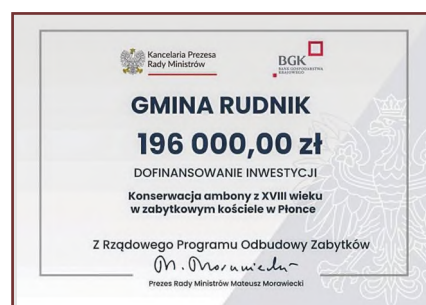 Kancelaria Prezesa
Rady Ministrów
BGK
BANK GOSPODARSTWA
KRAJOWEGO
GMINA RUDNIK
196 000,00 zł
DOFINANSOWANIE INWESTYCJI
Konserwacja ambony z XVIII wieku
w zabytkowym kościele w Płonce
Z Rządowego Programu Odbudowy Zabytków
M. Morawiecki
Prezes Rady Ministrów Mateusz Morawiecki